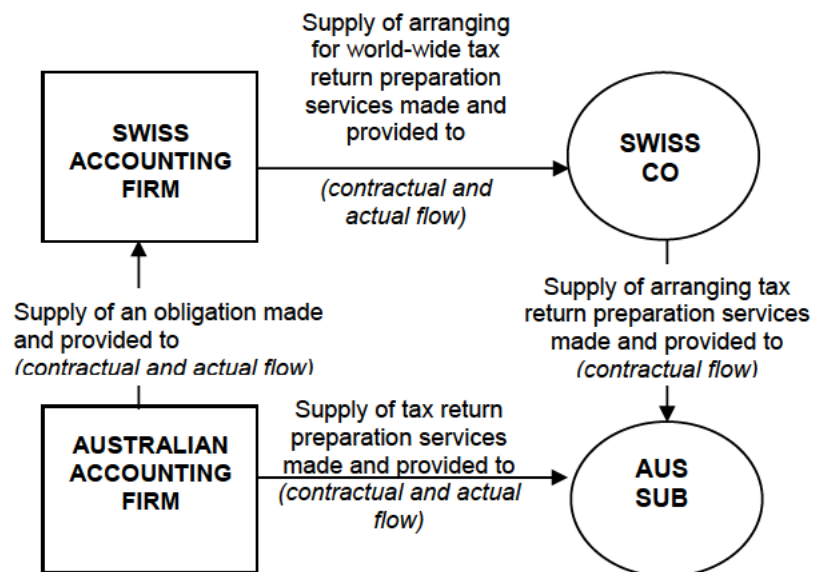 Supply of arranging
for world-wide tax
return preparation
services made and
provided to
(contractual and
actual flow)
SWISS
ACCOUNTING
FIRM
SWISS
CO
Supply of an obligation made
and provided to
(contractual and actual flow)
Supply of arranging tax
return preparation services
made and provided to
(contractual flow)
AUSTRALIAN
ACCOUNTING
FIRM
Supply of tax return
preparation services
made and provided to
(contractual and actual
flow)
AUS
SUB